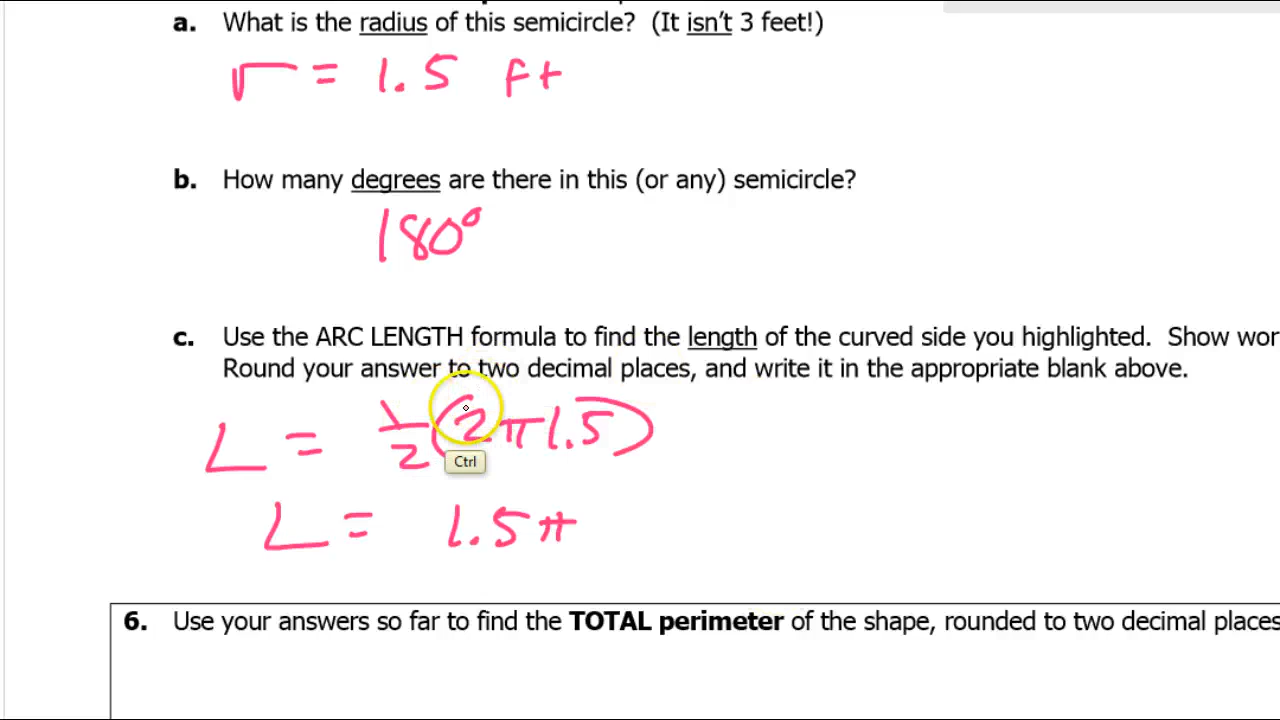 a. What is the radius of this semicircle? (It isn't 3 feet!)
r = 1.5 ft
b. How many degrees are there in this (or any) semicircle?
180°
c. Use the ARC LENGTH formula to find the length of the curved side you highlighted. Show wor
Round your answer to two decimal places, and write it in the appropriate blank above.
L = 1/2 (2π1.5)
Ctrl
L = 1.5π
6. Use your answers so far to find the TOTAL perimeter of the shape, rounded to two decimal places